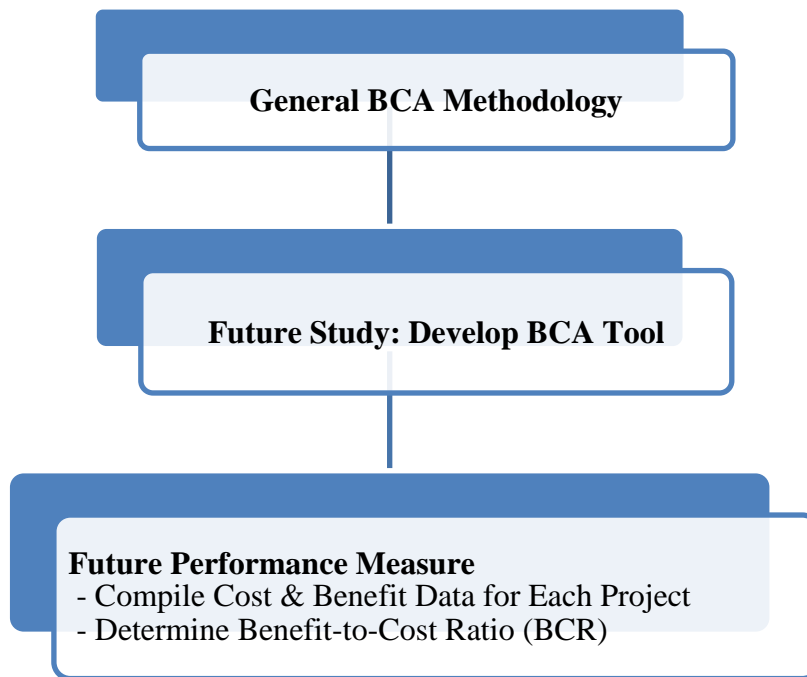 General BCA Methodology
Future Study: Develop BCA Tool
Future Performance Measure
- Compile Cost & Benefit Data for Each Project
- Determine Benefit-to-Cost Ratio (BCR)